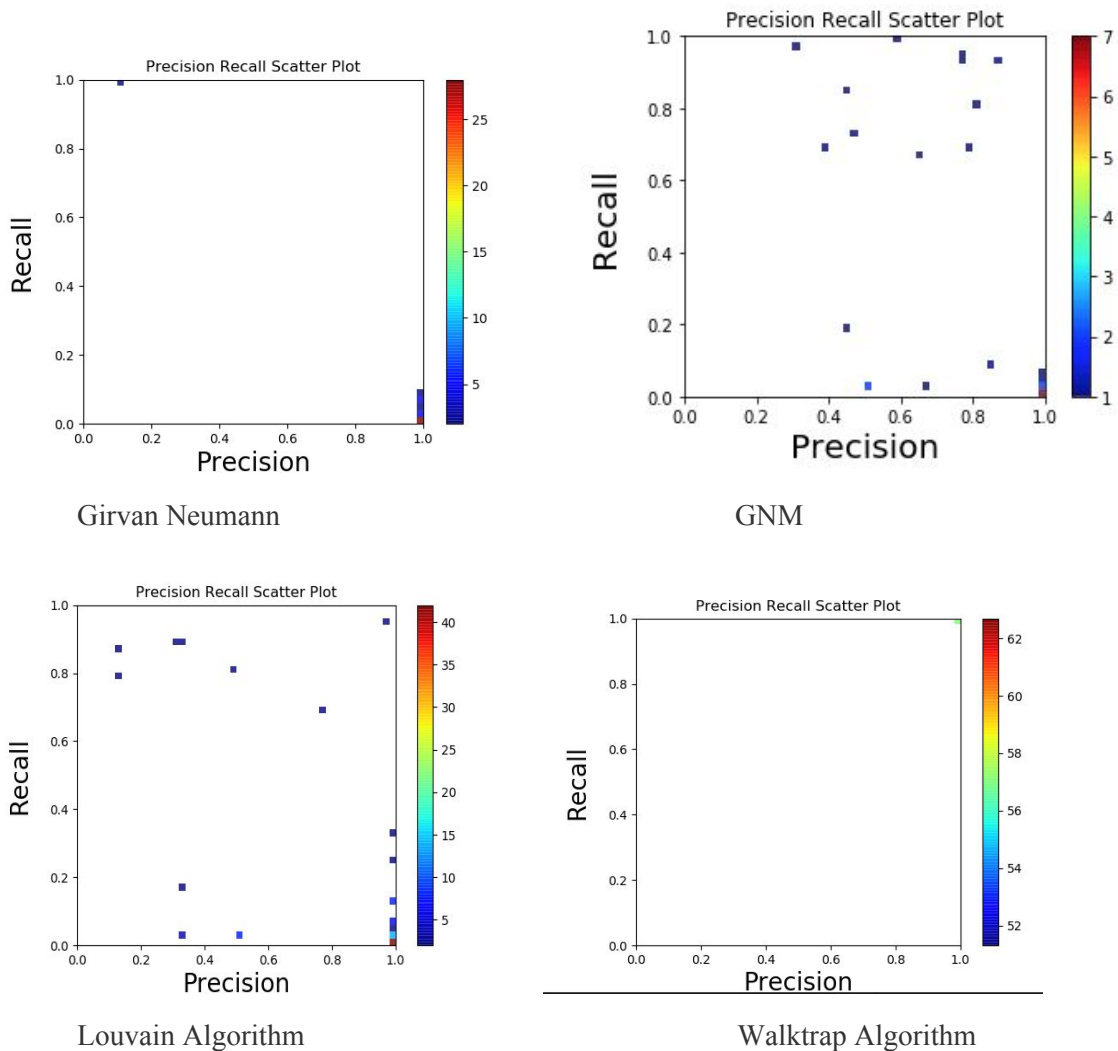 Precision Recall Scatter Plot
1.0
0.8
0.6
0.4
0.2
0.0
Recall
0.0 0.2 0.4 0.6 0.8 1.0
Precision
25
20
15
10
5
Girvan Neumann
Precision Recall Scatter Plot
1.0
0.8
0.6
0.4
0.2
0.0
Recall
0.0 0.2 0.4 0.6 0.8 1.0
Precision
7
6
5
4
3
2
1
GNM
Precision Recall Scatter Plot
1.0
0.8
0.6
0.4
0.2
0.0
Recall
0.0 0.2 0.4 0.6 0.8 1.0
Precision
40
35
30
25
20
15
10
5
Louvain Algorithm
Precision Recall Scatter Plot
1.0
0.8
0.6
0.4
0.2
0.0
Recall
0.0 0.2 0.4 0.6 0.8 1.0
Precision
62
60
58
56
54
52
Walktrap Algorithm